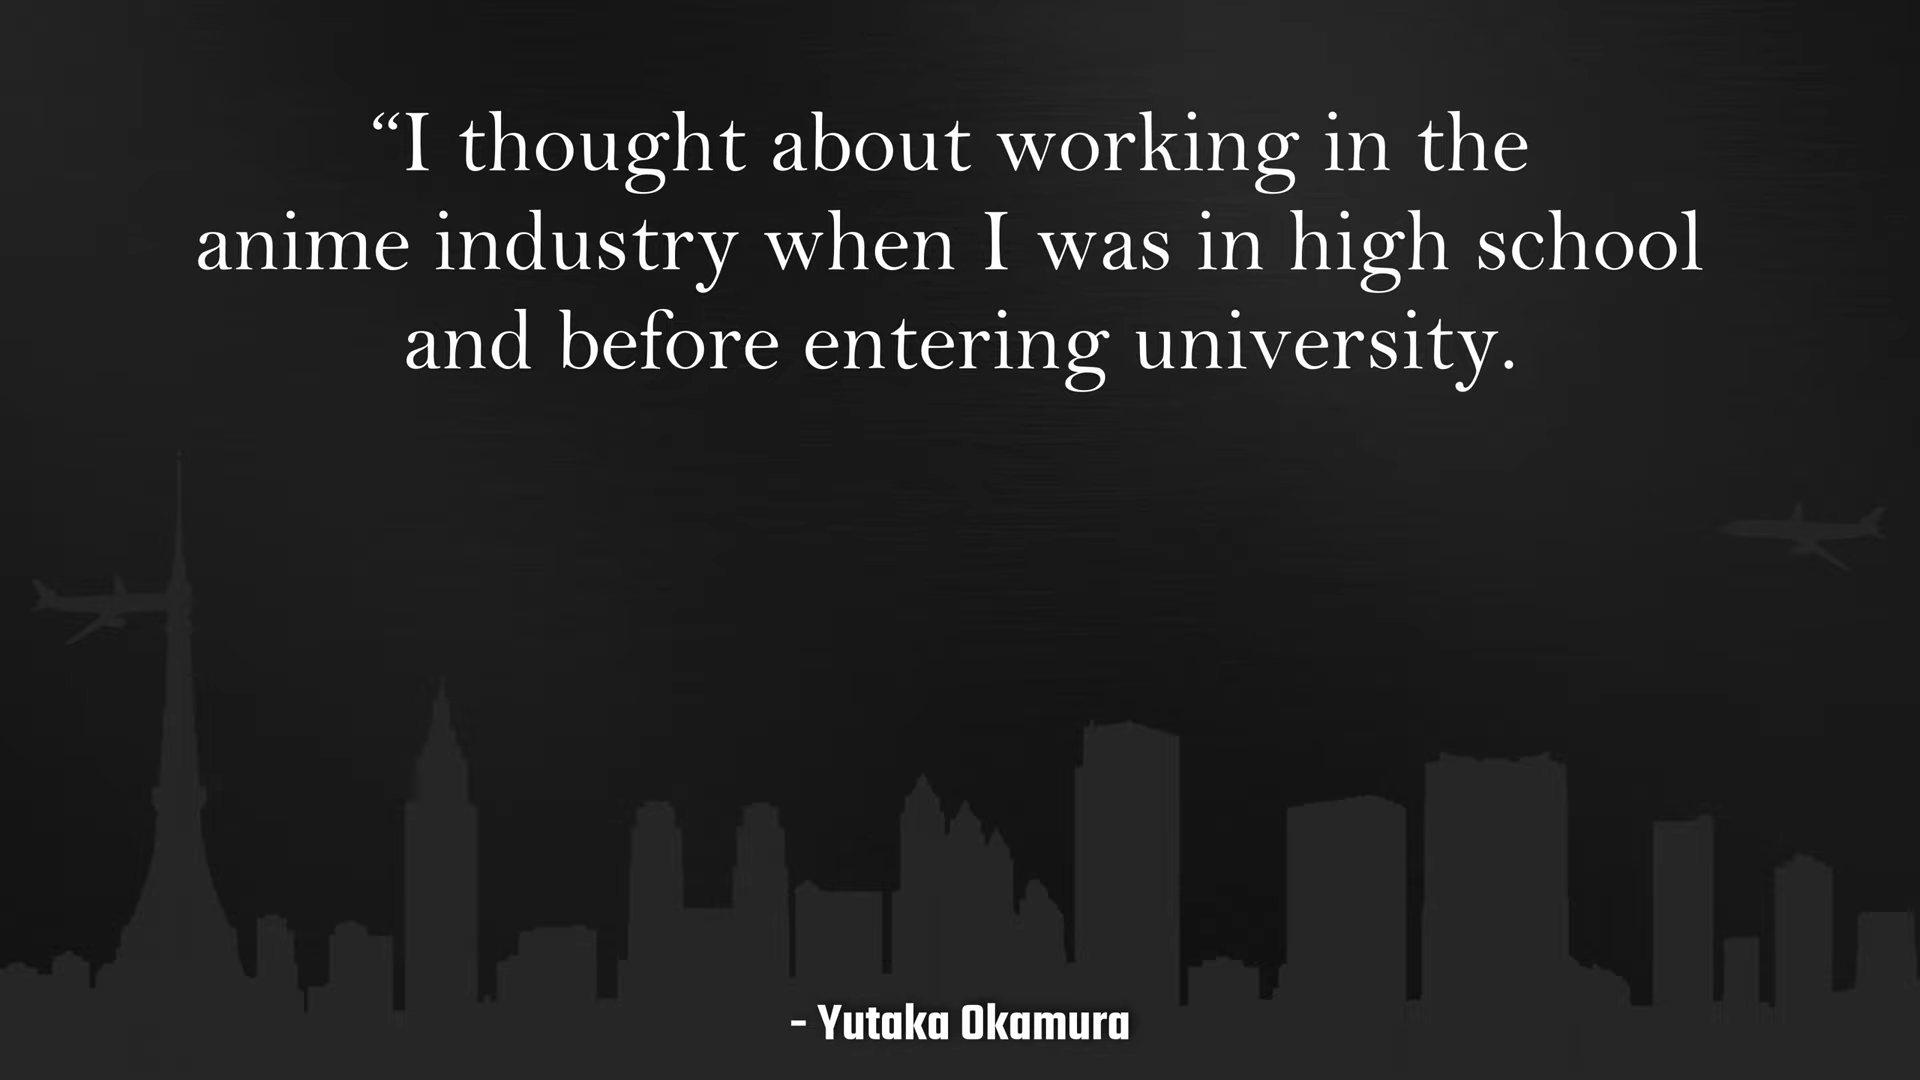 “I thought about working in the
anime industry when I was in high school
and before entering university.
- Yutaka Okamura